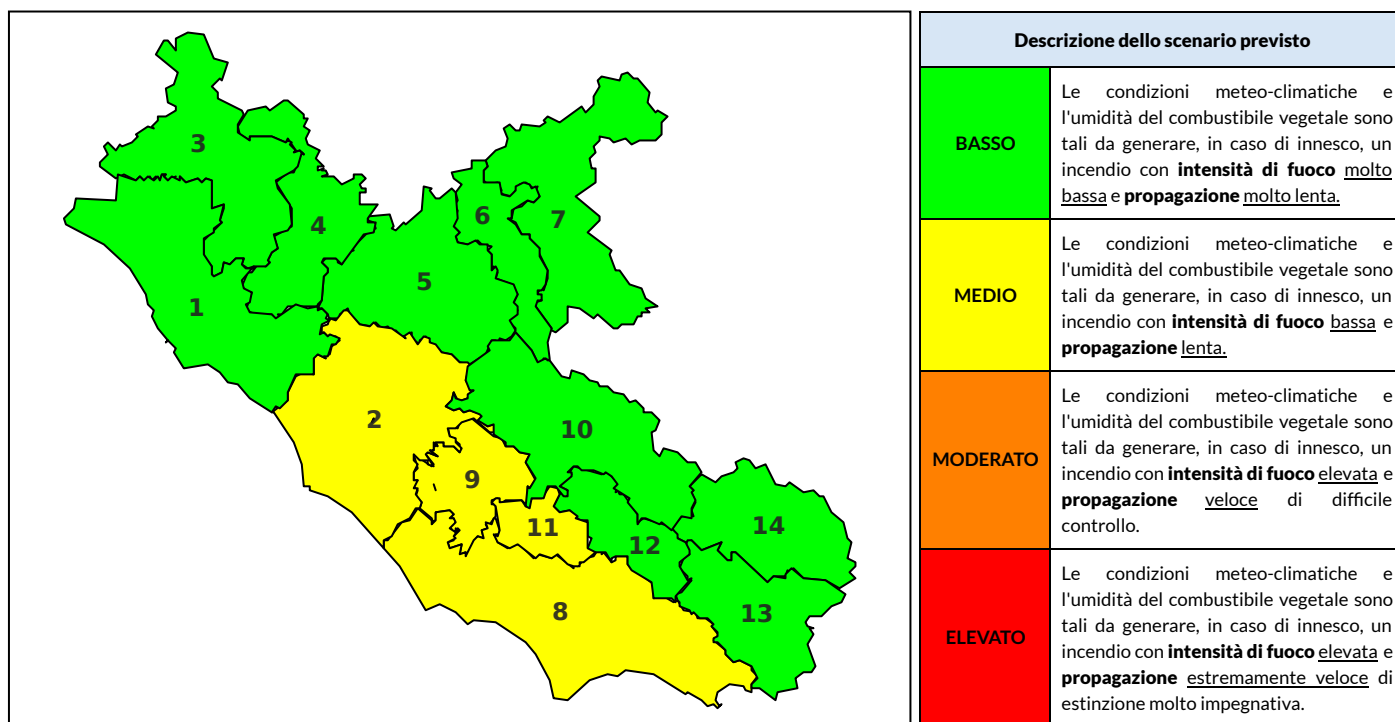 3
4
6
7
5
1
2
10
9
11
14
12
8
13
Descrizione dello scenario previsto
BASSO
Le condizioni meteo-climatiche e
l'umidità del combustibile vegetale sono
tali da generare, in caso di innesco, un
incendio con intensità di fuoco molto
bassa e propagazione molto lenta.
MEDIO
Le condizioni meteo-climatiche e
l'umidità del combustibile vegetale sono
tali da generare, in caso di innesco, un
incendio con intensità di fuoco bassa e
propagazione lenta.
MODERATO
Le condizioni meteo-climatiche e
l'umidità del combustibile vegetale sono
tali da generare, in caso di innesco, un
incendio con intensità di fuoco elevata e
propagazione veloce di difficile
controllo.
ELEVATO
Le condizioni meteo-climatiche e
l'umidità del combustibile vegetale sono
tali da generare, in caso di innesco, un
incendio con intensità di fuoco elevata e
propagazione estremamente veloce di
estinzione molto impegnativa.